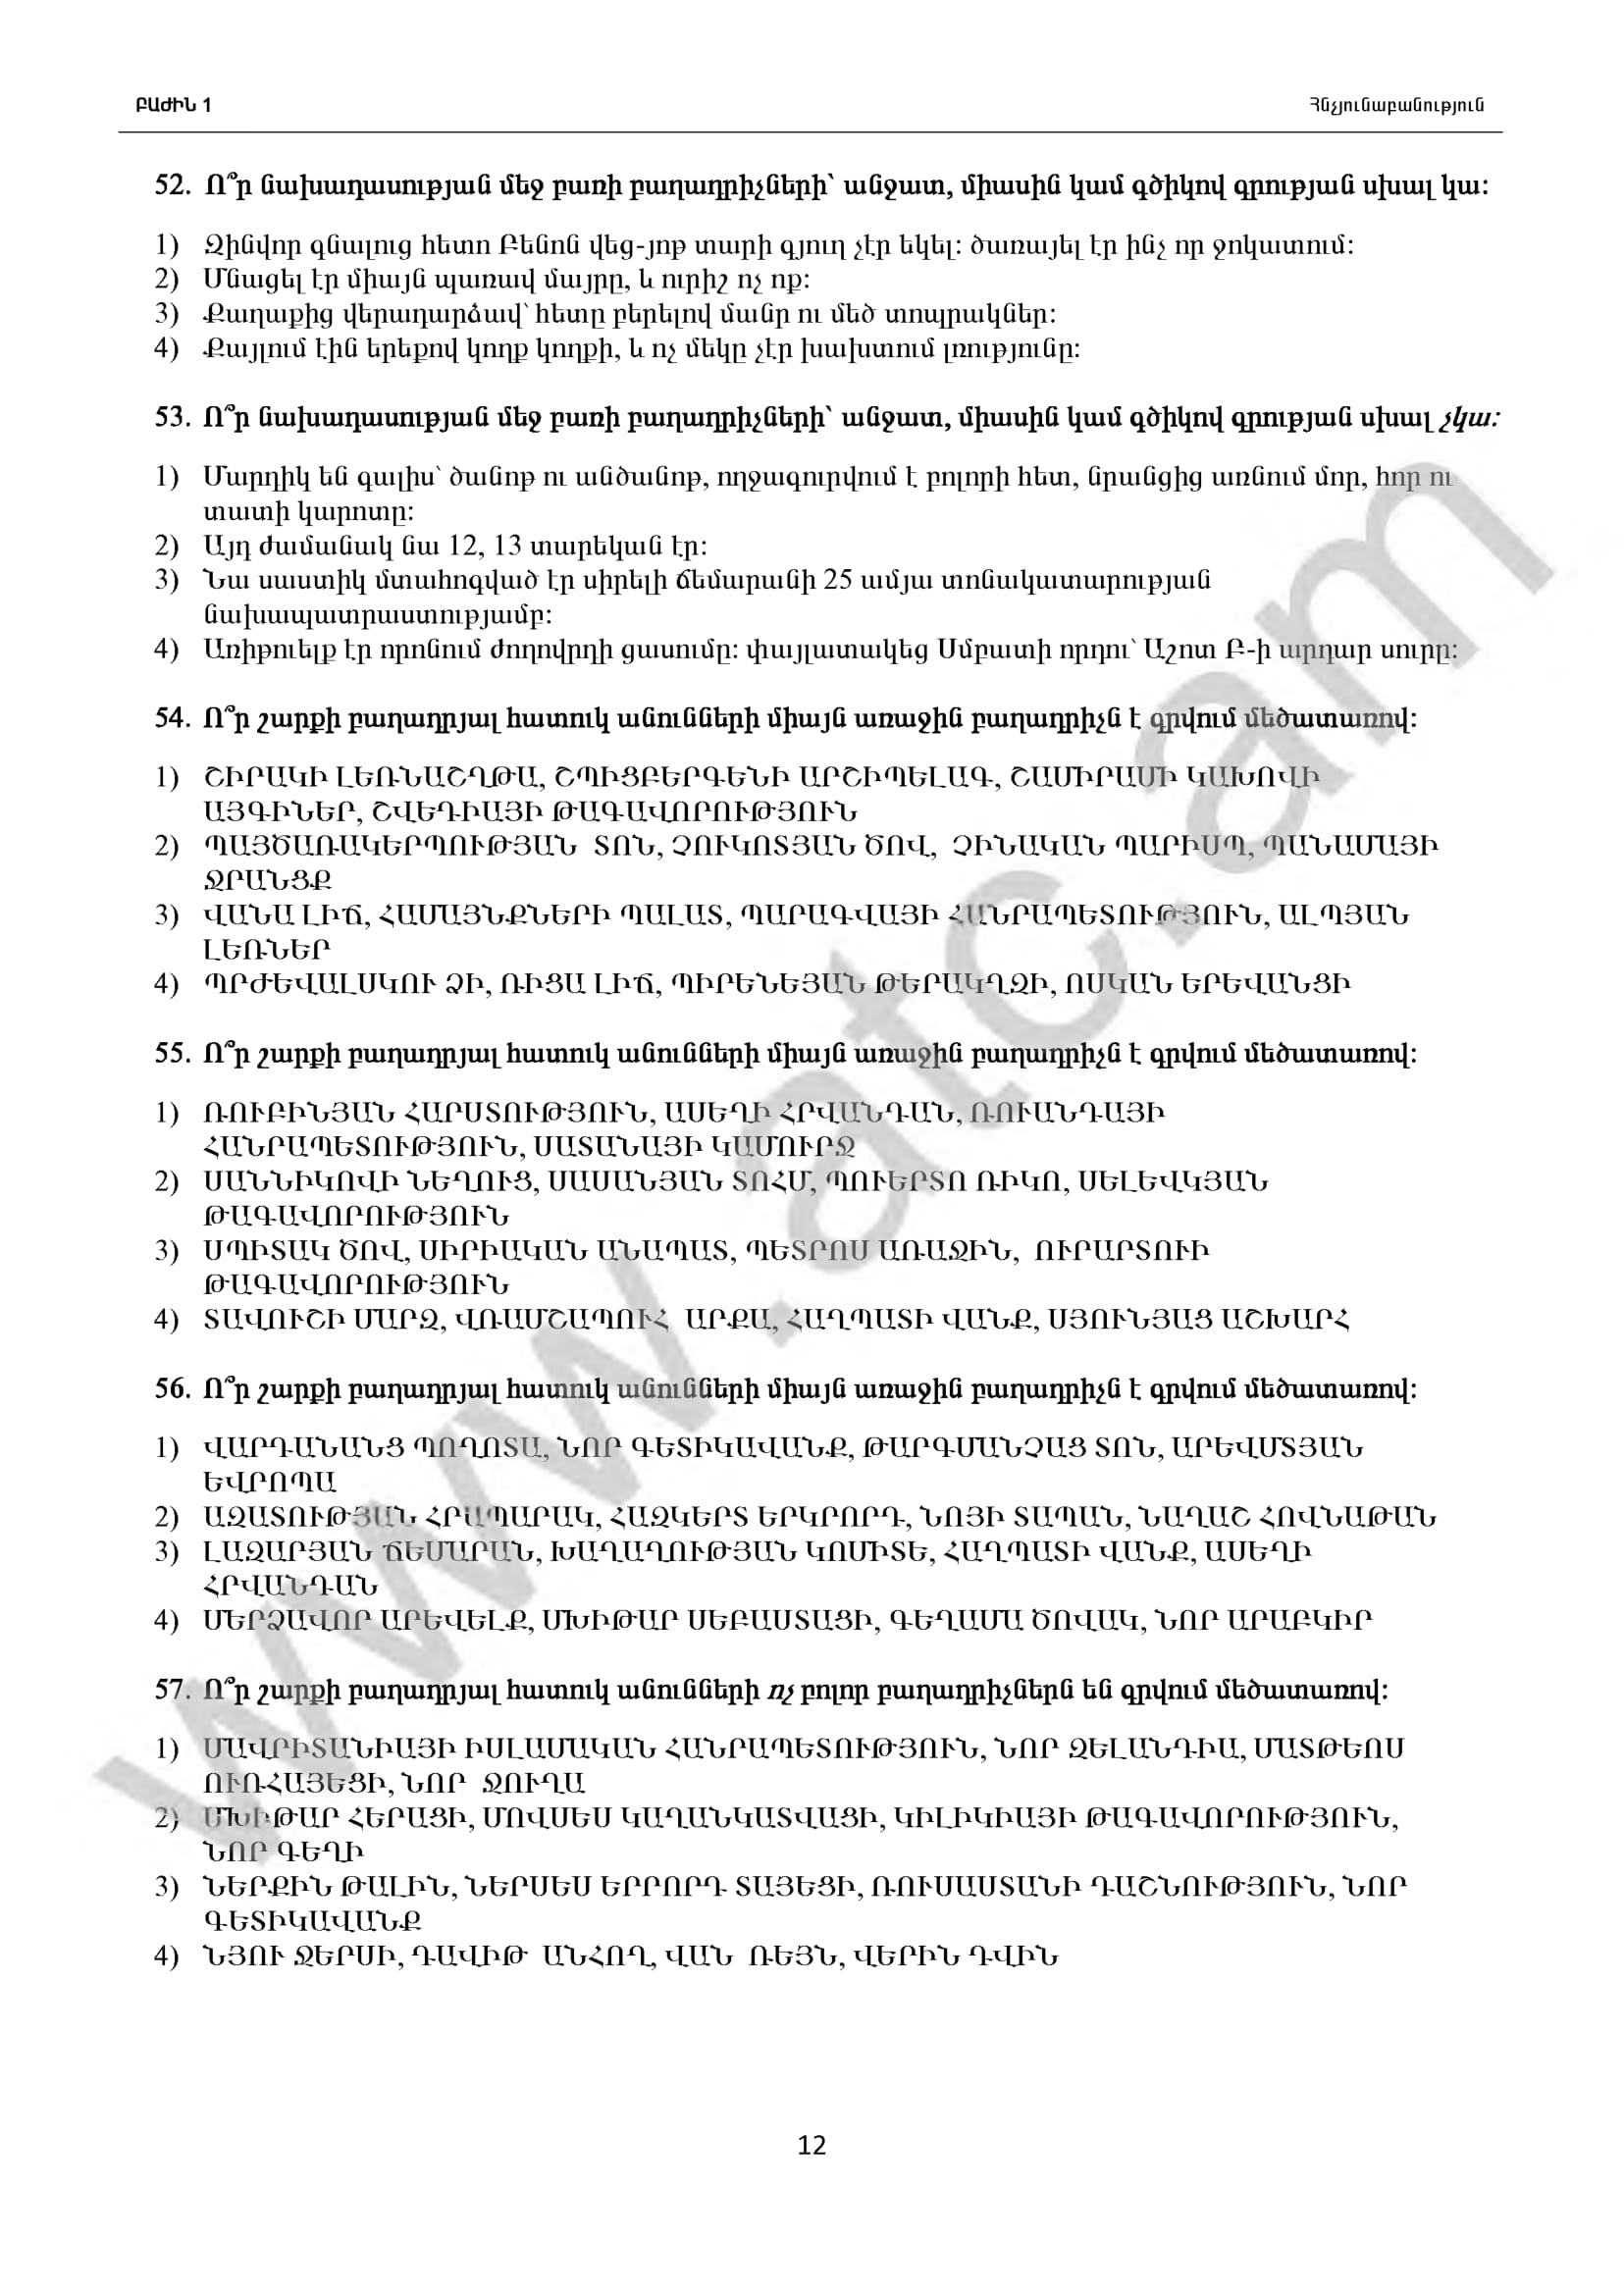 ԲԱԺԻՆ 1 Հնչյունաբանություն
52. Ո՞ր նախադասության մեջ բառի բաղադրիչների՝ անջատ, միասին կամ գծիկով գրության սխալ կա:
1) Զինվոր գնալուց հետո Բենոն վեց-յոթ տարի գյուղ չէր եկել: ծառայել էր ինչ որ ջոկատում:
2) Մնացել էր միայն պառավ մայրը, և ուրիշ ոչ ոք:
3) Քաղաքից վերադարձավ՝ հետը բերելով մանր ու մեծ տոպրակներ:
4) Քայլում էին երեքով կողք կողքի, և ոչ մեկը չէր խախտում լռությունը:
53. Ո՞ր նախադասության մեջ բառի բաղադրիչների՝ անջատ, միասին կամ գծիկով գրության սխալ չկա:
1) Մարդիկ են գալիս՝ ծանոթ ու անծանոթ, ողջագուրվում է բոլորի հետ, նրանցից առնում մոր, հոր ու
տատի կարոտը:
2) Այդ ժամանակ նա 12, 13 տարեկան էր:
3) Նա սաստիկ մտահոգված էր սիրելի ճեմարանի 25 ամյա տոնակատարության
նախապատրաստությամբ:
4) Առիթուելք էր որոնում ժողովրդի ցասումը: փայլատակեց Սմբատի որդու՝ Աշոտ Բ-ի արդար սուրը:
54. Ո՞ր շարքի բաղադրյալ հատուկ անունների միայն առաջին բաղադրիչն է գրվում մեծատառով:
1) ՇԻՐԱԿԻ ԼԵՌՆԱՇՂԹԱ, ՇՊԻՑԲԵՐԳԵՆԻ ԱՐՇԻՊԵԼԱԳ, ՇԱՄԻՐԱՄԻ ԿԱԽՈՎԻ
ԱՅԳԻՆԵՐ, ՇՎԵԴԻԱՅԻ ԹԱԳԱՎՈՐՈՒԹՅՈՒՆ
2) ՊԱՅԾԱՌԱԿԵՐՊՈՒԹՅԱՆ ՏՈՆ, ՉՈՒԿՈՏՅԱՆ ԾՈՎ, ՉԻՆԱԿԱՆ ՊԱՐԻՍՊ, ՊԱՆԱՄԱՅԻ
ՋՐԱՆՑՔ
3) ՎԱՆԱ ԼԻՃ, ՀԱՄԱՅՆՔՆԵՐԻ ՊԱԼԱՏ, ՊԱՐԱԳՎԱՅԻ ՀԱՆՐԱՊԵՏՈՒԹՅՈՒՆ, ԱԼՊՅԱՆ
ԼԵՌՆԵՐ
4) ՊՐԺԵՎԱԼՍԿՈՒ ՁԻ, ՌԻՑԱ ԼԻՃ, ՊԻՐԵՆԵՅԱՆ ԹԵՐԱԿՂԶԻ, ՈՍԿԱՆ ԵՐԵՎԱՆՑԻ
55. Ո՞ր շարքի բաղադրյալ հատուկ անունների միայն առաջին բաղադրիչն է գրվում մեծատառով:
1) ՌՈՒԲԻՆՅԱՆ ՀԱՐՍՏՈՒԹՅՈՒՆ, ԱՍԵՂԻ ՀՐՎԱՆԴԱՆ, ՌՈՒԱՆԴԱՅԻ
ՀԱՆՐԱՊԵՏՈՒԹՅՈՒՆ, ՍԱՏԱՆԱՅԻ ԿԱՄՈՒՐՋ
2) ՍԱՆՆԻԿՈՎԻ ՆԵՂՈՒՑ, ՍԱՍԱՆՅԱՆ ՏՈՀՄ, ՊՈՒԵՐՏՈ ՌԻԿՈ, ՍԵԼԵՎԿՅԱՆ
ԹԱԳԱՎՈՐՈՒԹՅՈՒՆ
3) ՍՊԻՏԱԿ ԾՈՎ, ՍԻՐԻԱԿԱՆ ԱՆԱՊԱՏ, ՊԵՏՐՈՍ ԱՌԱՋԻՆ, ՈՒՐԱՐՏՈՒԻ
ԹԱԳԱՎՈՐՈՒԹՅՈՒՆ
4) ՏԱՎՈՒՇԻ ՄԱՐԶ, ՎՌԱՄՇԱՊՈՒՀ ԱՐՔԱ, ՀԱՂՊԱՏԻ ՎԱՆՔ, ՍՅՈՒՆՅԱՑ ԱՇԽԱՐՀ
56. Ո՞ր շարքի բաղադրյալ հատուկ անունների միայն առաջին բաղադրիչն է գրվում մեծատառով:
1) ՎԱՐԴԱՆԱՆՑ ՊՈՂՈՏԱ, ՆՈՐ ԳԵՏԻԿԱՎԱՆՔ, ԹԱՐԳՄԱՆՉԱՑ ՏՈՆ, ԱՐԵՎՄՏՅԱՆ
ԵՎՐՈՊԱ
2) ԱԶԱՏՈՒԹՅԱՆ ՀՐԱՊԱՐԱԿ, ՀԱԶԿԵՐՏ ԵՐԿՐՈՐԴ, ՆՈՅԻ ՏԱՊԱՆ, ՆԱՂԱՇ ՀՈՎՆԱԹԱՆ
3) ԼԱԶԱՐՅԱՆ ՃԵՄԱՐԱՆ, ԽԱՂԱՂՈՒԹՅԱՆ ԿՈՄԻՏԵ, ՀԱՂՊԱՏԻ ՎԱՆՔ, ԱՍԵՂԻ
ՀՐՎԱՆԴԱՆ
4) ՄԵՐՁԱՎՈՐ ԱՐԵՎԵԼՔ, ՄԽԻԹԱՐ ՍԵԲԱՍՏԱՑԻ, ԳԵՂԱՄԱ ԾՈՎԱԿ, ՆՈՐ ԱՐԱԲԿԻՐ
57. Ո՞ր շարքի բաղադրյալ հատուկ անունների ոչ բոլոր բաղադրիչներն են գրվում մեծատառով:
1) ՄԱՎՐԻՏԱՆԻԱՅԻ ԻՍԼԱՄԱԿԱՆ ՀԱՆՐԱՊԵՏՈՒԹՅՈՒՆ, ՆՈՐ ԶԵԼԱՆԴԻԱ, ՄԱՏԹԵՈՍ
ՈՒՌՀԱՅԵՑԻ, ՆՈՐ ՋՈՒՂԱ
2) ՄԽԻԹԱՐ ՀԵՐԱՑԻ, ՄՈՎՍԵՍ ԿԱՂԱՆԿԱՏՎԱՑԻ, ԿԻԼԻԿԻԱՅԻ ԹԱԳԱՎՈՐՈՒԹՅՈՒՆ,
ՆՈՐ ԳԵՂԻ
3) ՆԵՐՔԻՆ ԹԱԼԻՆ, ՆԵՐՍԵՍ ԵՐՐՈՐԴ ՏԱՅԵՑԻ, ՌՈՒՍԱՍՏԱՆԻ ԴԱՇՆՈՒԹՅՈՒՆ, ՆՈՐ
ԳԵՏԻԿԱՎԱՆՔ
4) ՆՅՈՒ ՋԵՐՍԻ, ԴԱՎԻԹ ԱՆՀՈՂ, ՎԱՆ ՌԵՅՆ, ՎԵՐԻՆ ԴՎԻՆ
12
www.atc.am